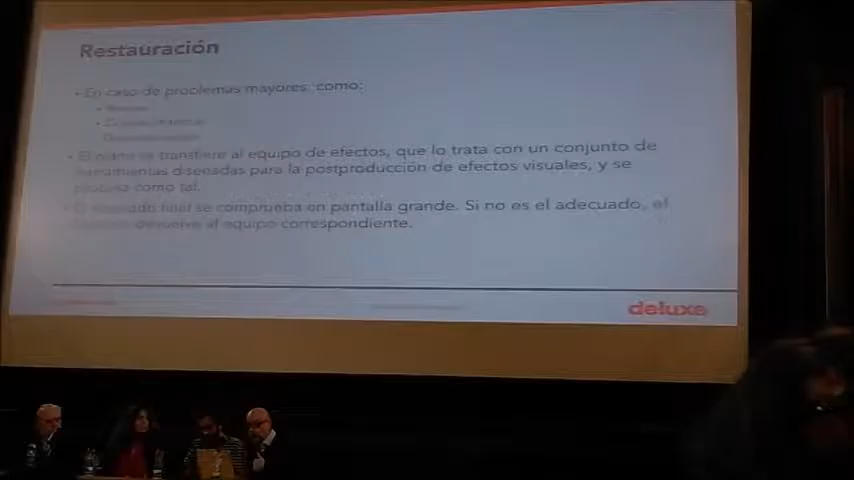 Restauración
• En caso de problemas mayores, como:
• El plano se transfiere al equipo de efectos, que lo trata con un conjunto de
herramientas diseñadas para la postproducción de efectos visuales, y se
procesa como tal.
• El resultado final se comprueba en pantalla grande. Si no es el adecuado, el
devuelve al equipo correspondiente.
deluxe